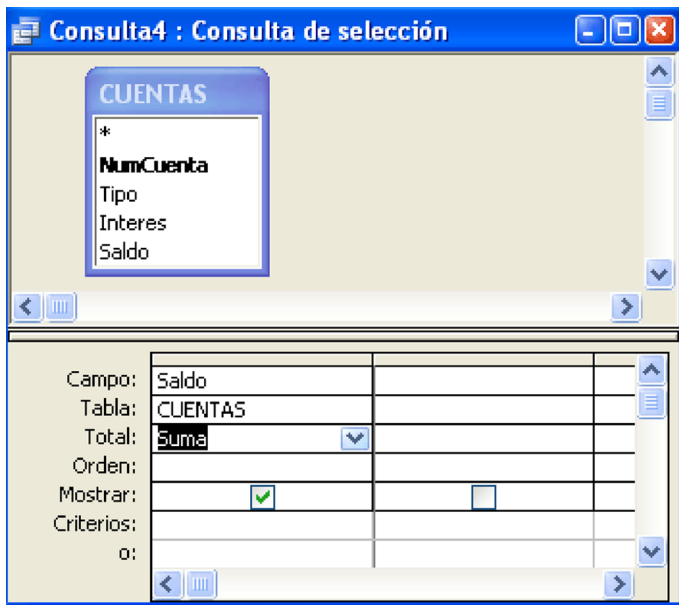 Consulta4 : Consulta de selección
CUENTAS
*
NumCuenta
Tipo
Interes
Saldo
Campo: Saldo
Tabla: CUENTAS
Total: Suma
Orden:
Mostrar:
Criterios:
o: